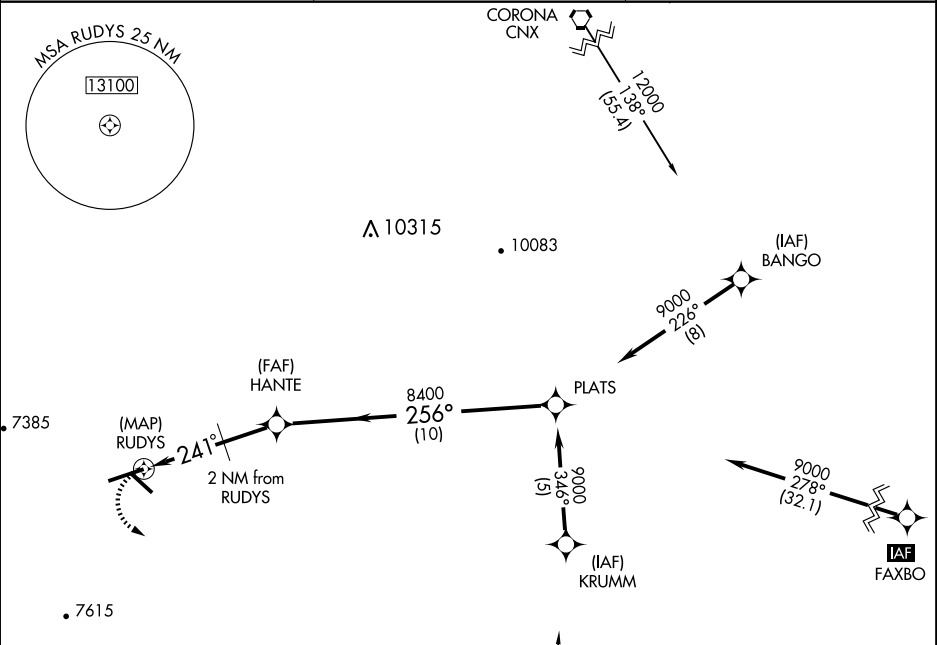 MSA RUDYS 25 NM
13100
CORONA
CNX
12000
138°
(55.4)
10315
10083
(IAF)
BANGO
9000
226°
(8)
(FAF)
HANTE
8400
256°
(10)
PLATS
7385
(MAP)
RUDYS
241°
2 NM from
RUDYS
9000
346°
(5)
9000
278°
(32.1)
(IAF)
KRUMM
IAF
FAXBO
7615